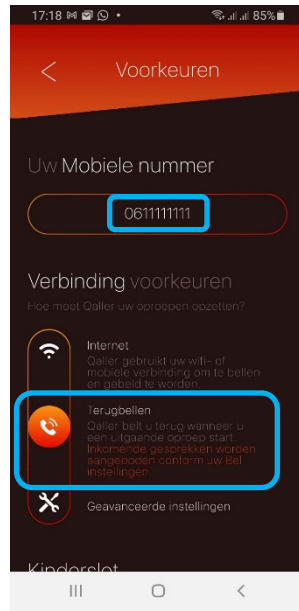 17:18 85%
Voorkeuren
Uw Mobiele nummer
0611111111
Verbinding voorkeuren
Hoe moet Qaller uw oproepen opzetten?
Internet
Qaller gebruikt uw wifi- of
mobiele verbinding om te bellen
en gebeld te worden.
Terugbellen
Qaller belt u terug wanneer u
een uitgaande oproep start.
Inkomende gesprekken worden
aangeboden conform uw Bel
instellingen
Geavanceerde instellingen
Kinderslot